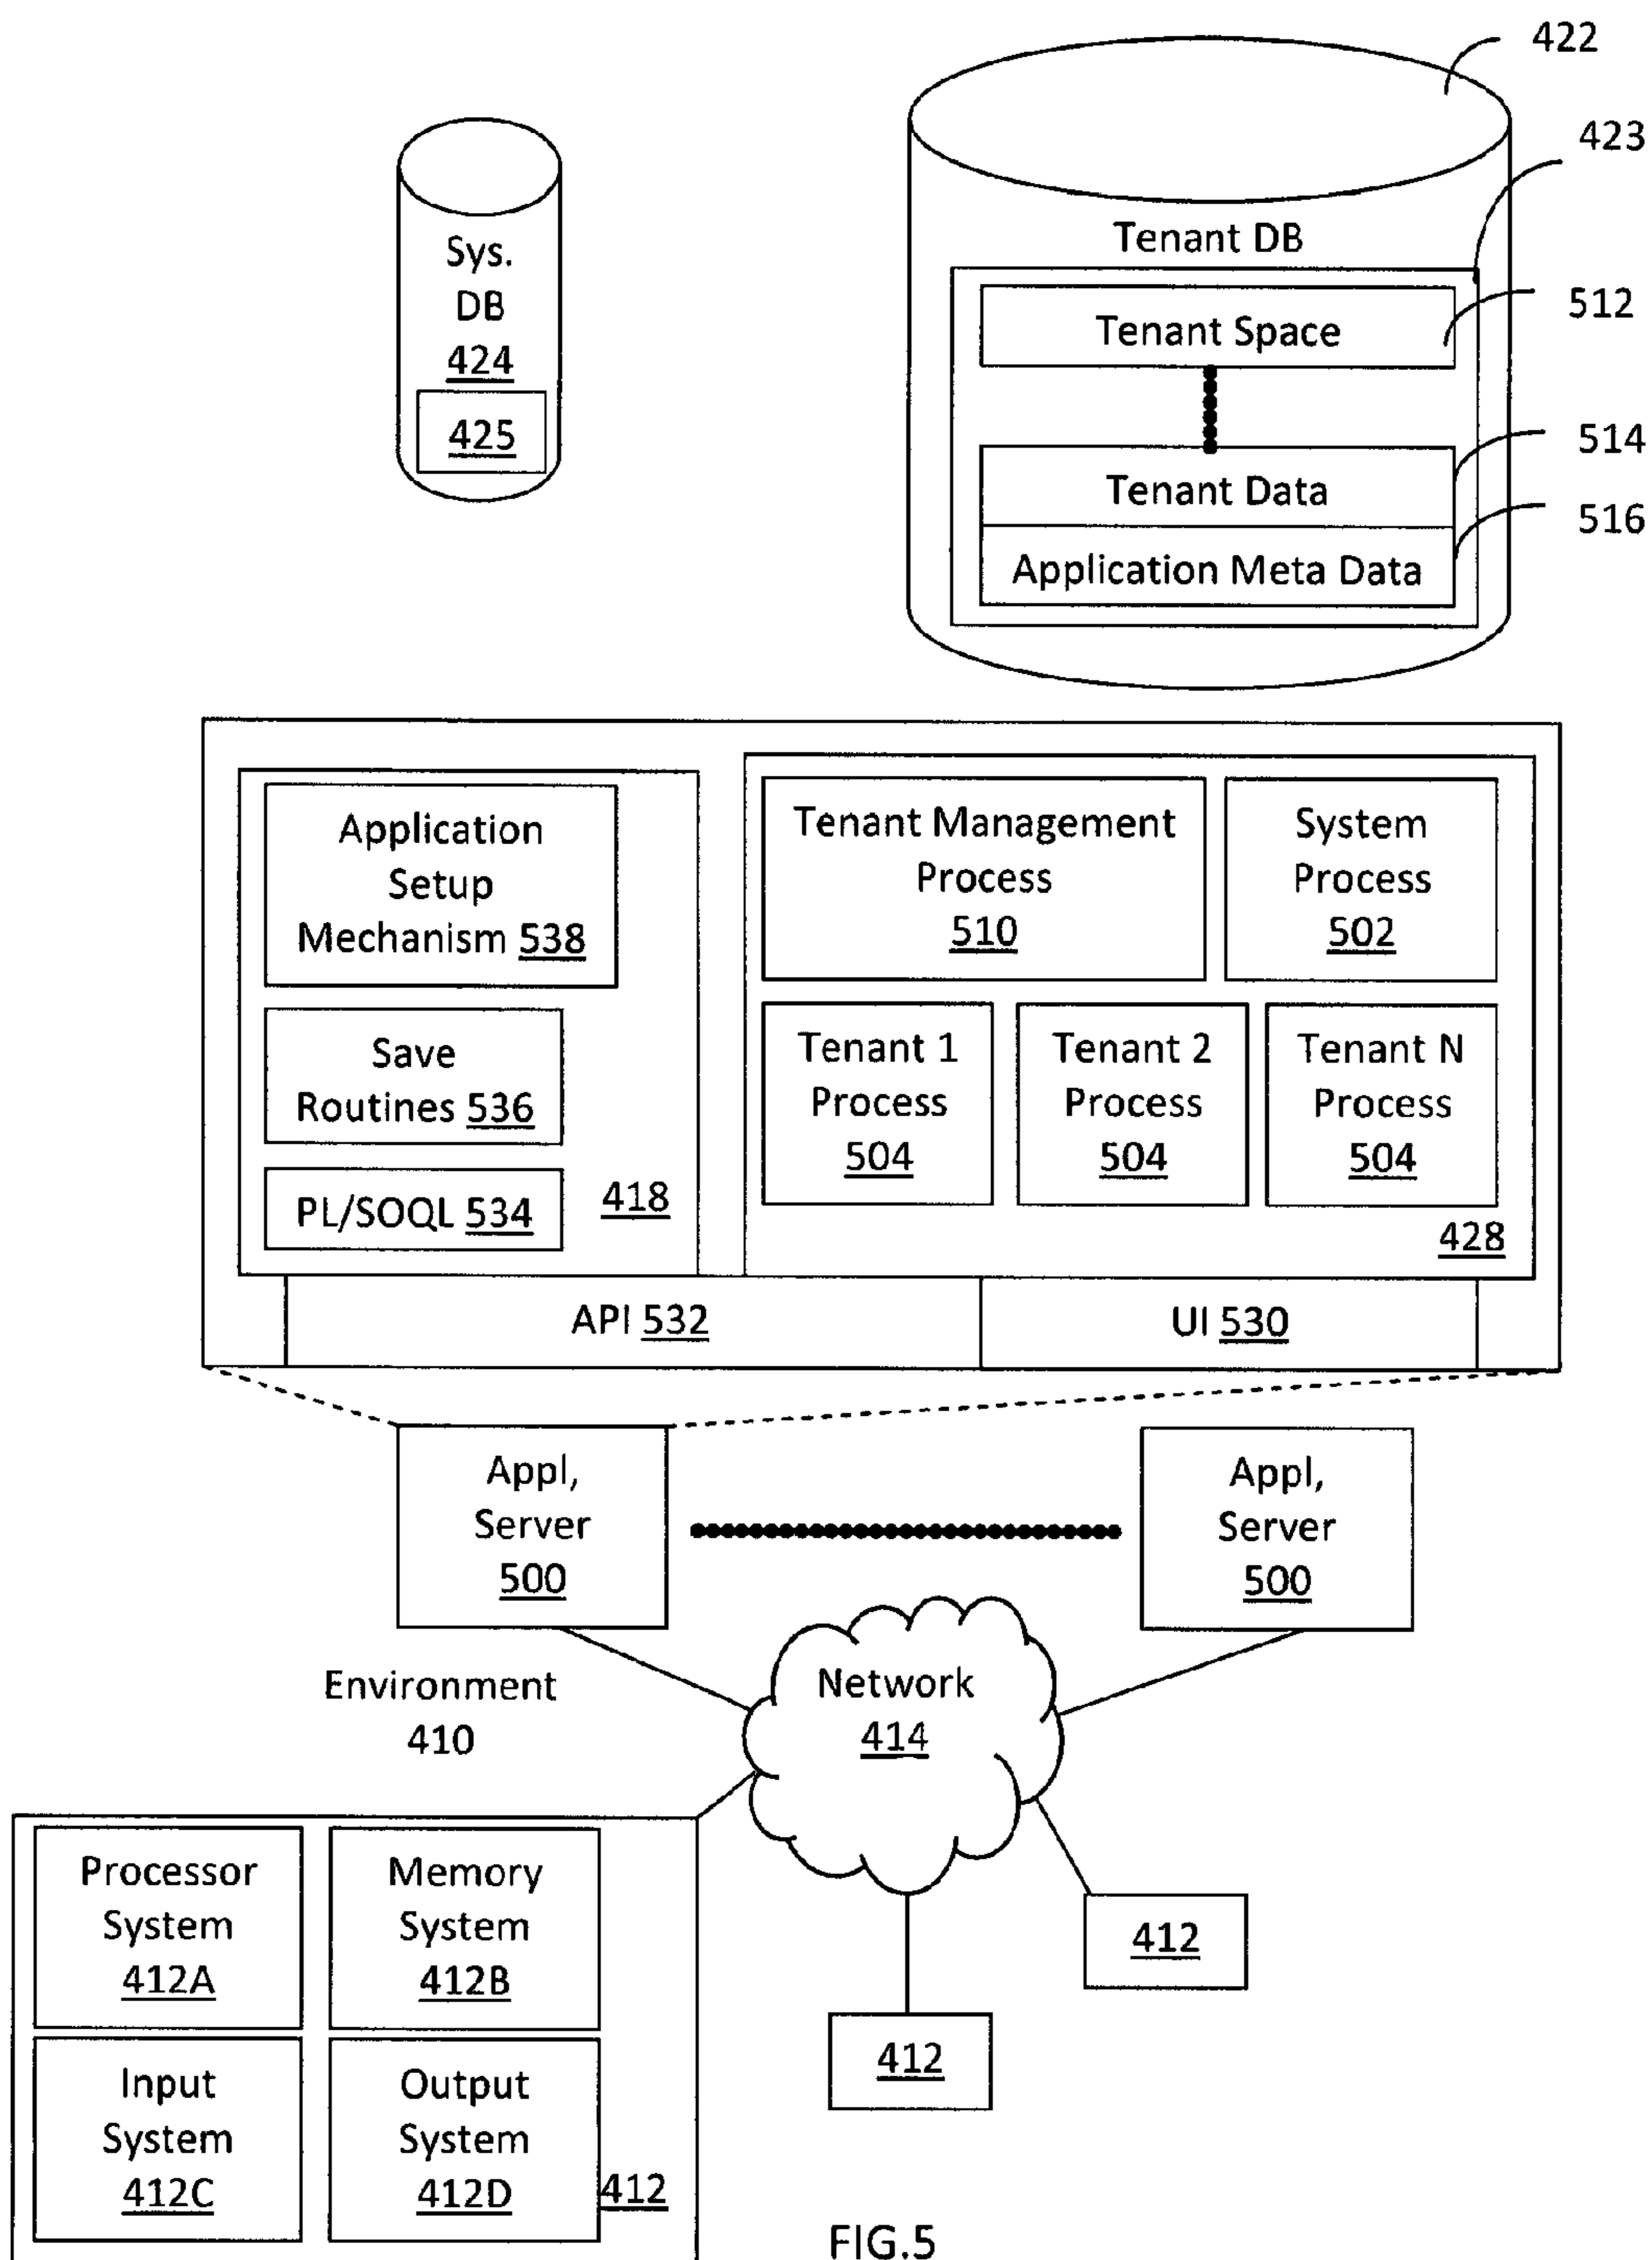 422
423
Tenant DB
Sys.
DB
424
425
Tenant Space
512
Tenant Data
514
Application Meta Data
516
Application
Setup
Mechanism 538
Save
Routines 536
PL/SOQL 534
418
Tenant Management
Process
510
System
Process
502
Tenant 1
Process
504
Tenant 2
Process
504
Tenant N
Process
504
428
API 532
UI 530
Appl,
Server
500
Appl,
Server
500
Environment
410
Network
414
Processor
System
412A
Memory
System
412B
Input
System
412C
Output
System
412D
412
412
412
FIG.5